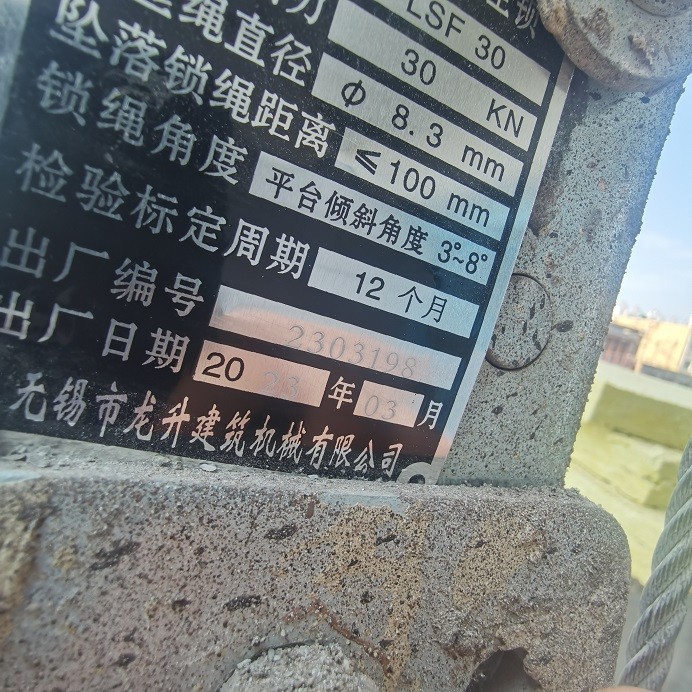 LSF 30
30 KN
绳直径 Φ 8.3 mm
坠落锁绳距离 ≤100 mm
锁绳角度 平台倾斜角度 3°~8°
检验标定周期 12 个月
出厂编号 2303198
出厂日期 20 23 年 03 月
无锡市龙升建筑机械有限公司